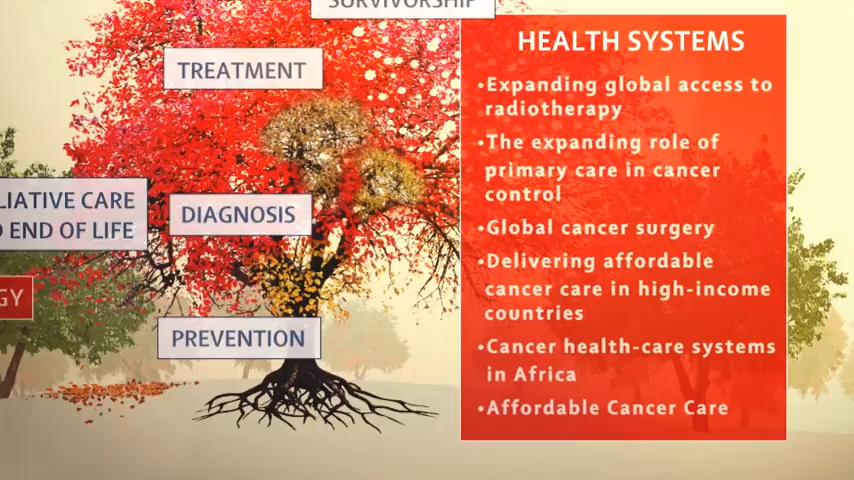 SURVIVORSHIP
TREATMENT
LIATIVE CARE
END OF LIFE
DIAGNOSIS
GY
PREVENTION
HEALTH SYSTEMS
•Expanding global access to
radiotherapy
•The expanding role of
primary care in cancer
control
•Global cancer surgery
•Delivering affordable
cancer care in high-income
countries
•Cancer health-care systems
in Africa
•Affordable Cancer Care